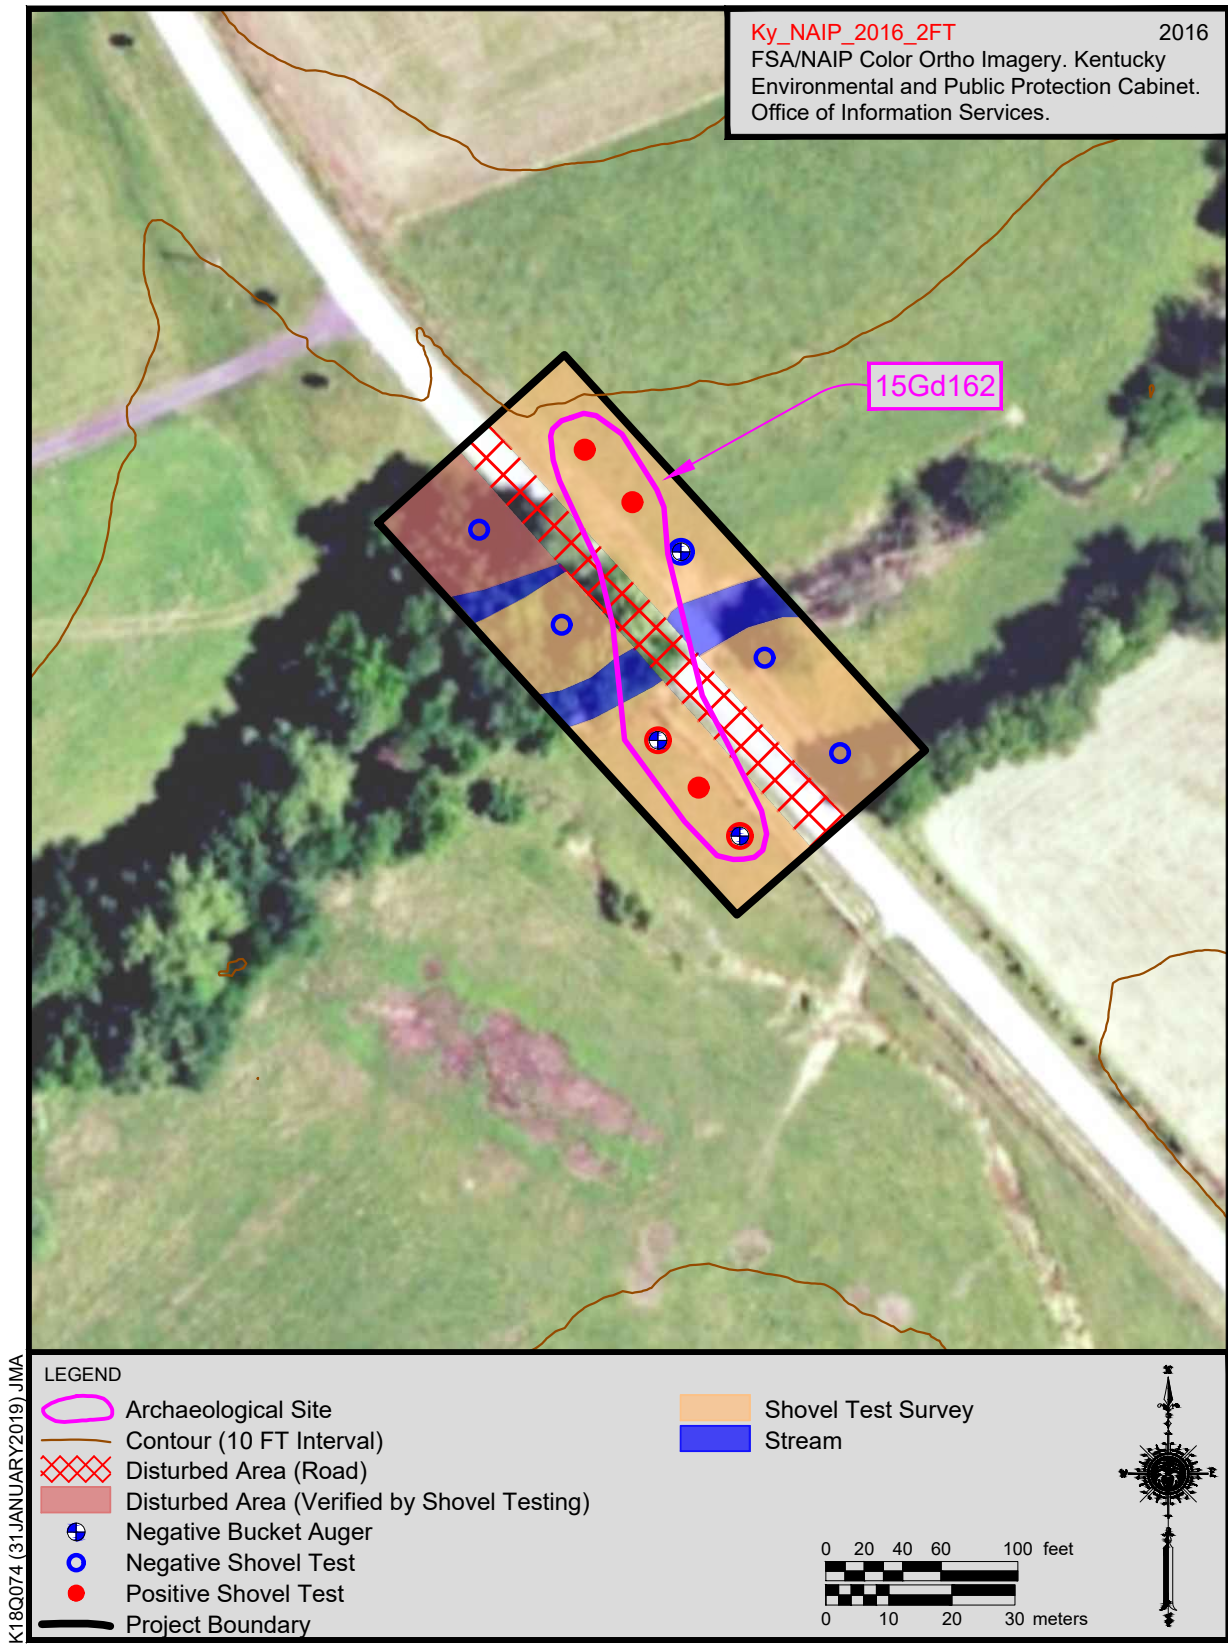 Ky_NAIP_2016_2FT 2016
FSA/NAIP Color Ortho Imagery. Kentucky
Environmental and Public Protection Cabinet.
Office of Information Services.
15Gd162
K18Q074 (31JANUARY2019) JMA
LEGEND
Archaeological Site
Contour (10 FT Interval)
Disturbed Area (Road)
Disturbed Area (Verified by Shovel Testing)
Negative Bucket Auger
Negative Shovel Test
Positive Shovel Test
Project Boundary
Shovel Test Survey
Stream
0 20 40 60 100 feet
0 10 20 30 meters